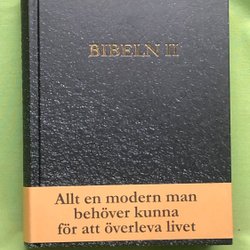 BIBELN II
Allt en modern man
behöver kunna
för att överleva livet